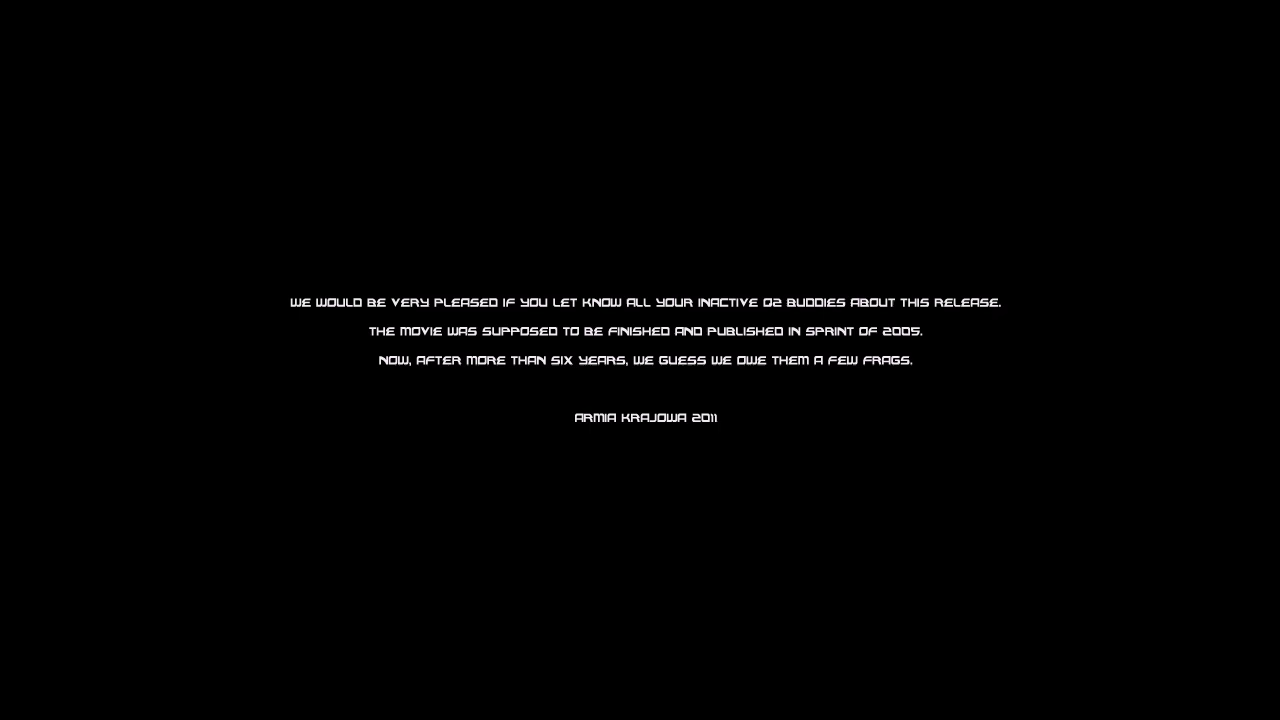 WE WOULD BE VERY PLEASED IF YOU LET KNOW ALL YOUR INACTIVE Q2 BUDDIES ABOUT THIS RELEASE.
THE MOVIE WAS SUPPOSED TO BE FINISHED AND PUBLISHED IN SPRINT OF 2005.
NOW, AFTER MORE THAN SIX YEARS, WE GUESS WE OWE THEM A FEW FRAGS.
ARMIA KRAJOWA 2011